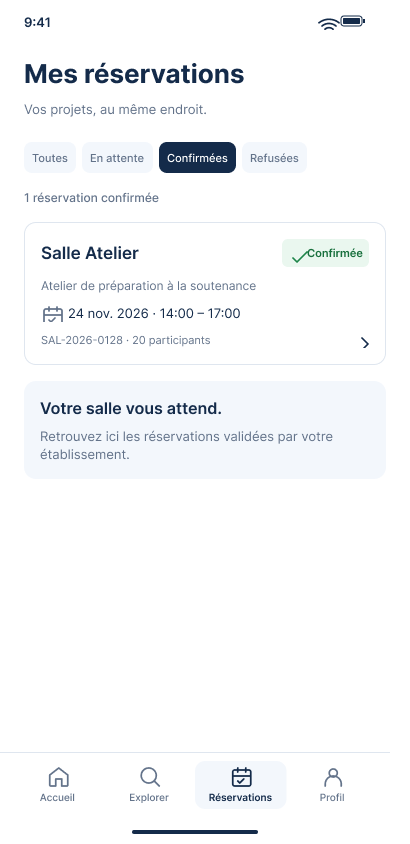 9:41
Mes réservations
Vos projets, au même endroit.
Toutes
En attente
Confirmées
Refusées
1 réservation confirmée
Salle Atelier
Confirmée
Atelier de préparation à la soutenance
24 nov. 2026 · 14:00 – 17:00
SAL-2026-0128 · 20 participants
Votre salle vous attend.
Retrouvez ici les réservations validées par votre
établissement.
Accueil
Explorer
Réservations
Profil